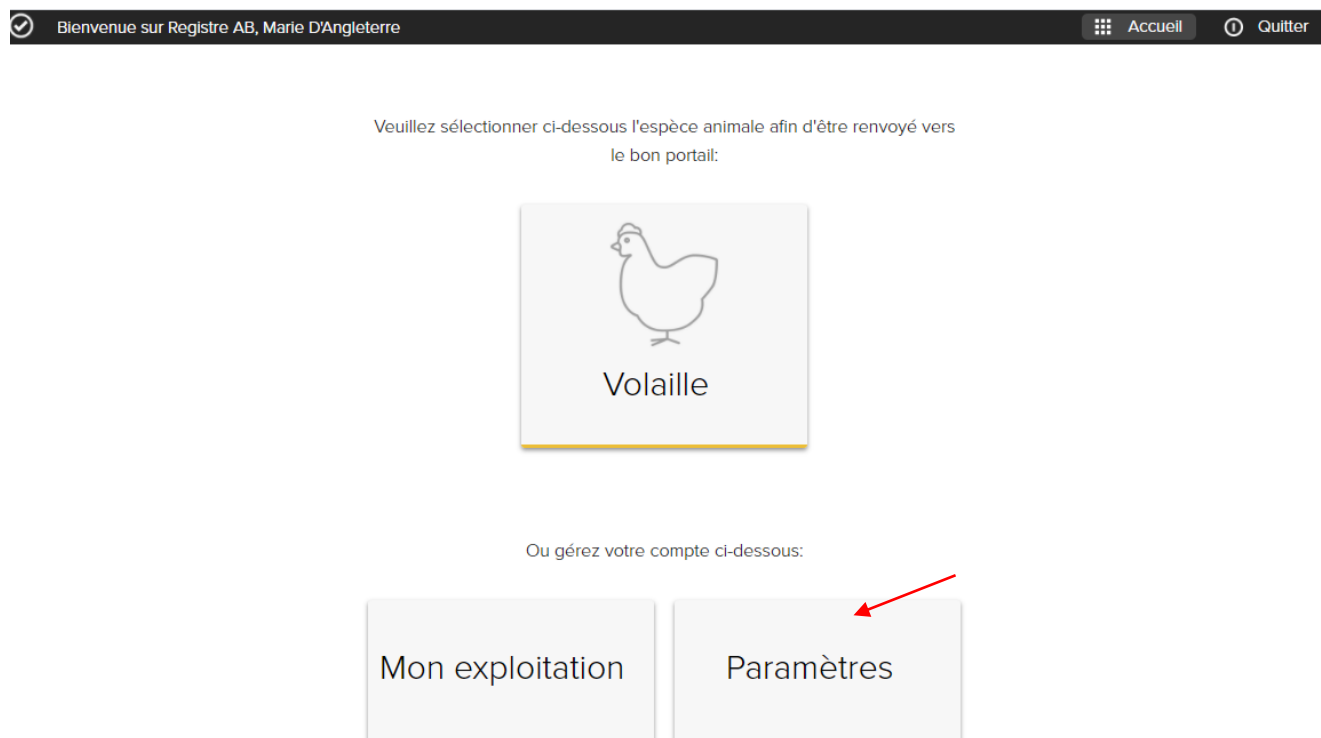 Bienvenue sur Registre AB, Marie D'Angleterre
Accueil
Quitter
Veuillez sélectionner ci-dessous l'espèce animale afin d'être renvoyé vers
le bon portail:
Volaille
Ou gérez votre compte ci-dessous:
Mon exploitation
Paramètres